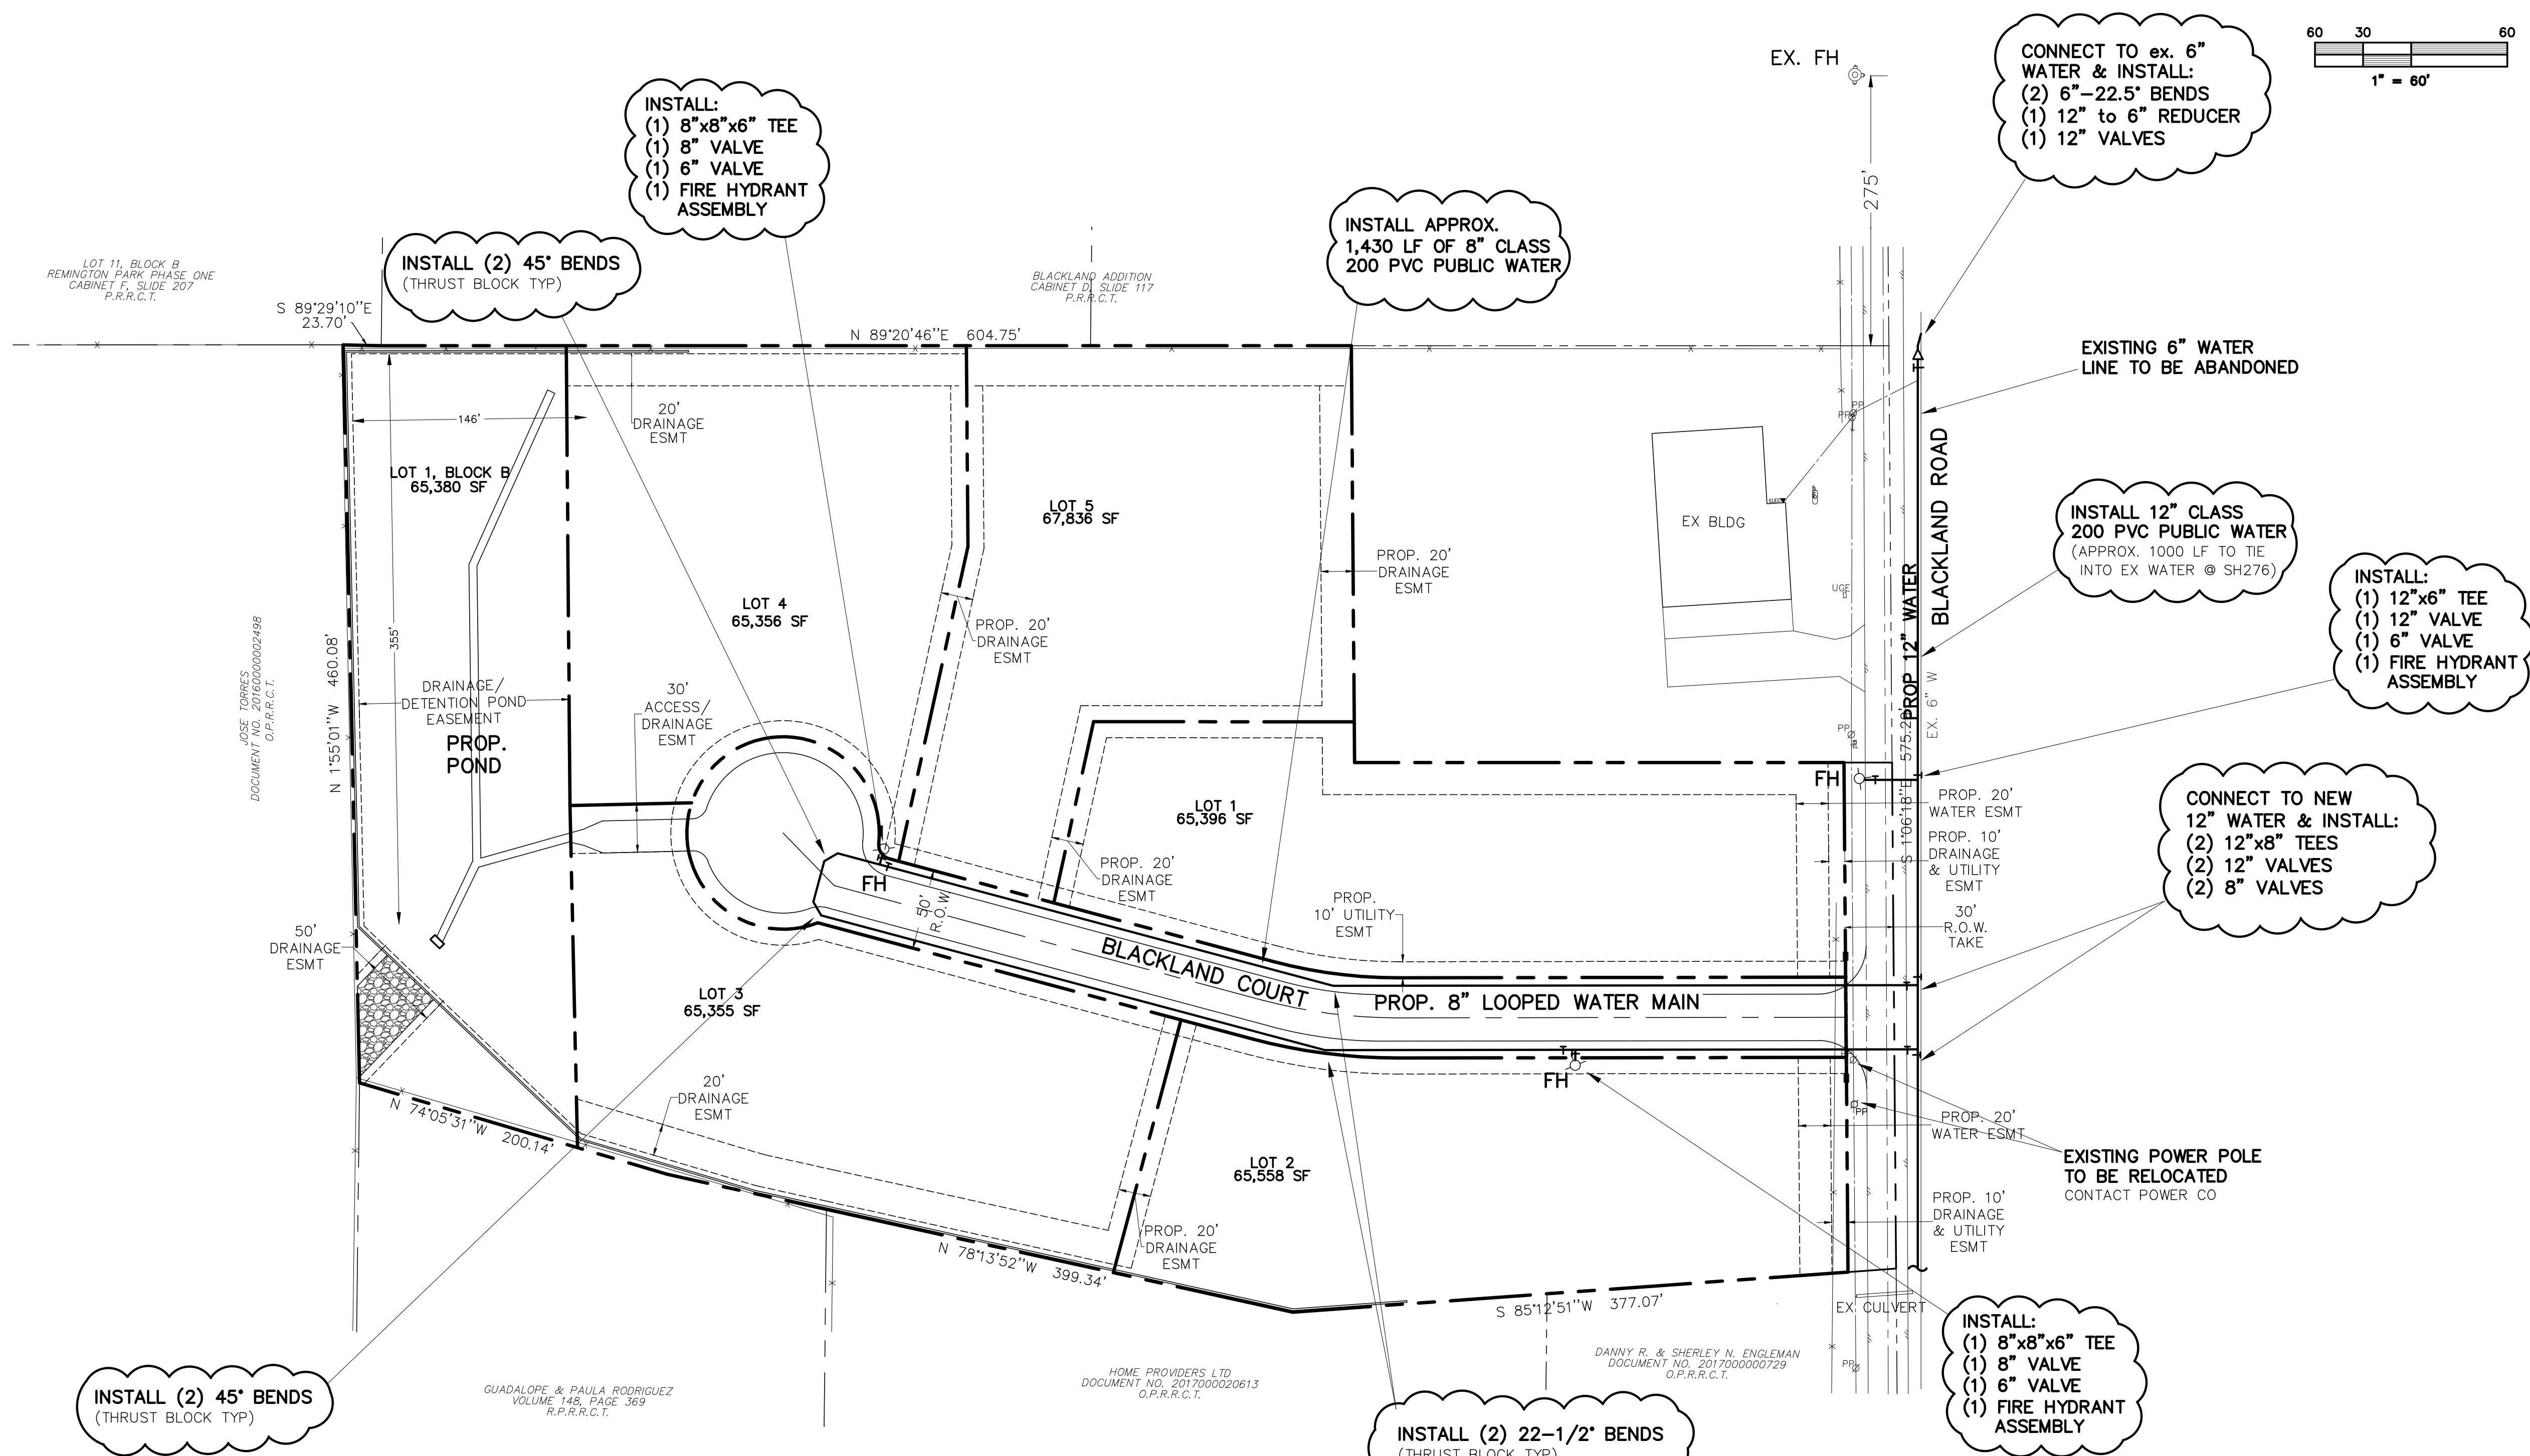 EX. FH
60 30 60
1" = 60'
CONNECT TO ex. 6"
WATER & INSTALL:
(2) 6"-22.5° BENDS
(1) 12" to 6" REDUCER
(1) 12" VALVES
INSTALL:
(1) 8"x8"x6" TEE
(1) 8" VALVE
(1) 6" VALVE
(1) FIRE HYDRANT
ASSEMBLY
275'
INSTALL APPROX.
1,430 LF OF 8" CLASS
200 PVC PUBLIC WATER
INSTALL (2) 45° BENDS
(THRUST BLOCK TYP)
LOT 11, BLOCK B
REMINGTON PARK PHASE ONE
CABINET F, SLIDE 207
P.R.R.C.T.
BLACKLAND ADDITION
CABINET D, SLIDE 117
P.R.R.C.T.
S 89°29'10"E
23.70'
N 89°20'46"E 604.75'
EXISTING 6" WATER
LINE TO BE ABANDONED
146'
20'
DRAINAGE
ESMT
PP
PP
LOT 1, BLOCK B
65,380 SF
LOT 5
67,836 SF
EX BLDG
ELEC
BLACKLAND ROAD
INSTALL 12" CLASS
200 PVC PUBLIC WATER
(APPROX. 1000 LF TO TIE
INTO EX WATER @ SH276)
PROP. 20'
DRAINAGE
ESMT
UGE
PROP 12" WATER
INSTALL:
(1) 12"x6" TEE
(1) 12" VALVE
(1) 6" VALVE
(1) FIRE HYDRANT
ASSEMBLY
LOT 4
65,356 SF
PROP. 20'
DRAINAGE
ESMT
355'
JOSE TORRES
DOCUMENT NO. 20160000002498
O.P.R.R.C.T.
N 1°55'01"W 460.08'
DRAINAGE/
DETENTION POND
EASEMENT
30'
ACCESS/
DRAINAGE
ESMT
PROP.
POND
EX. 6" W
S 1°06'18"E 575.20'
PP
FH
PROP. 20'
WATER ESMT
LOT 1
65,396 SF
CONNECT TO NEW
12" WATER & INSTALL:
(2) 12"x8" TEES
(2) 12" VALVES
(2) 8" VALVES
PROP. 10'
DRAINAGE
& UTILITY
ESMT
PROP. 20'
DRAINAGE
ESMT
FH
50'
R.O.W.
PROP.
10' UTILITY
ESMT
30'
R.O.W.
TAKE
50'
DRAINAGE
ESMT
BLACKLAND COURT
PROP. 8" LOOPED WATER MAIN
LOT 3
65,355 SF
FH
PP
20'
DRAINAGE
ESMT
N 74°05'31"W 200.14'
PROP. 20'
WATER ESMT
LOT 2
65,558 SF
EXISTING POWER POLE
TO BE RELOCATED
CONTACT POWER CO
PROP. 10'
DRAINAGE
& UTILITY
ESMT
PROP. 20'
DRAINAGE
ESMT
N 78°13'52"W 399.34'
S 85°12'51"W 377.07'
EX CULVERT
INSTALL:
(1) 8"x8"x6" TEE
(1) 8" VALVE
(1) 6" VALVE
(1) FIRE HYDRANT
ASSEMBLY
PP
DANNY R. & SHERLEY N. ENGLEMAN
DOCUMENT NO. 2017000000729
O.P.R.R.C.T.
HOME PROVIDERS LTD
DOCUMENT NO. 2017000020613
O.P.R.R.C.T.
GUADALOPE & PAULA RODRIGUEZ
VOLUME 148, PAGE 369
R.P.R.R.C.T.
INSTALL (2) 45° BENDS
(THRUST BLOCK TYP)
INSTALL (2) 22-1/2° BENDS
(THRUST BLOCK TYP)